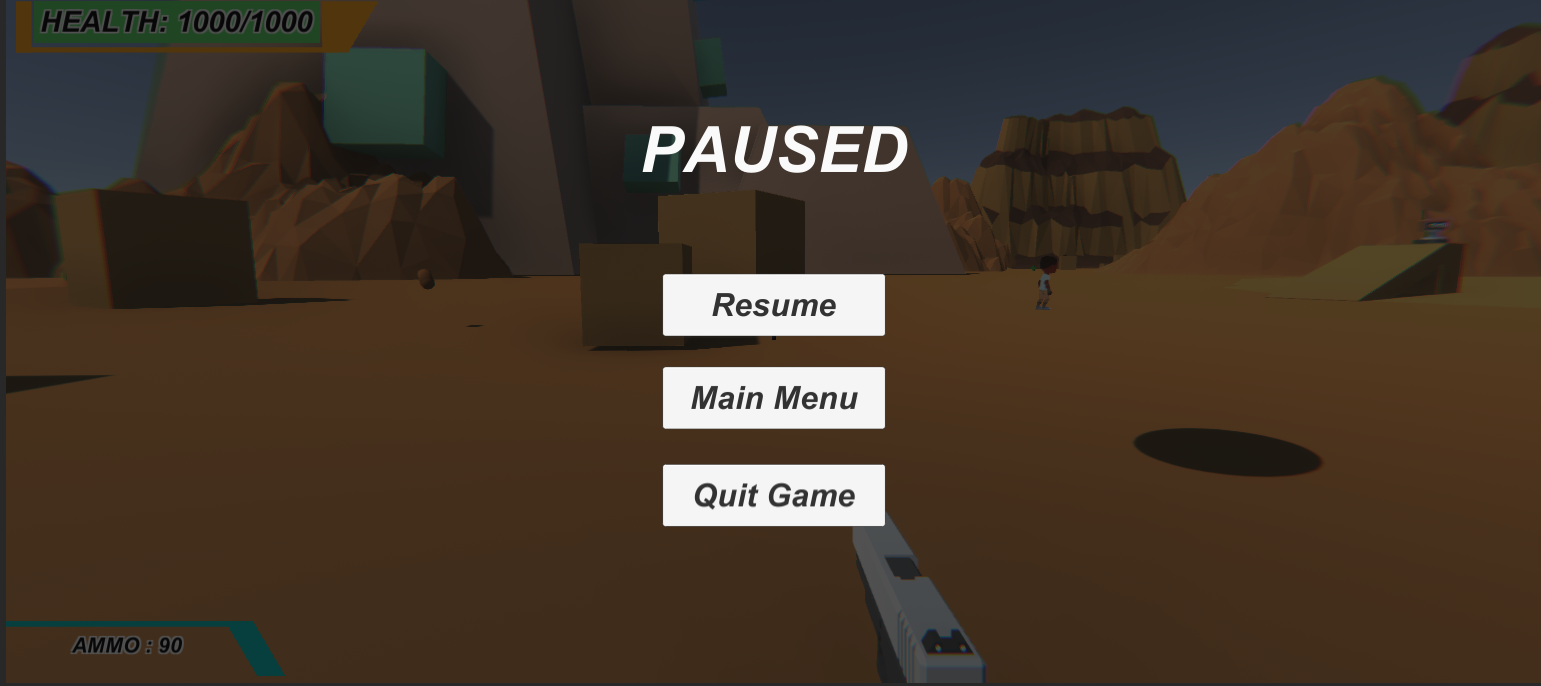 HEALTH: 1000/1000
PAUSED
Resume
Main Menu
Quit Game
AMMO : 90